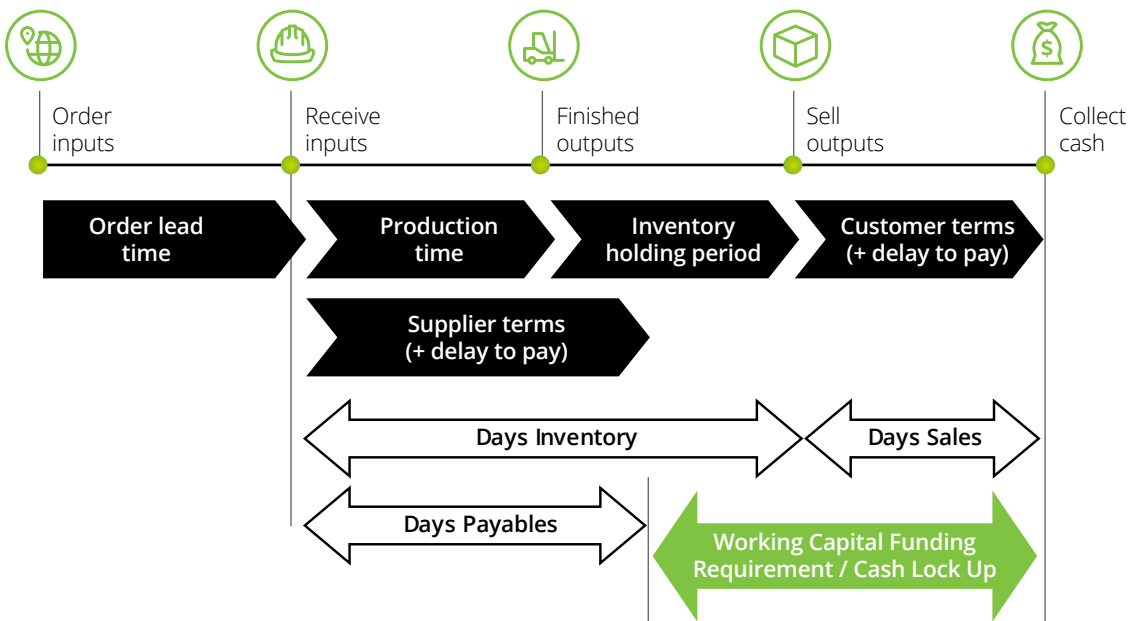 Order
inputs
Receive
inputs
Finished
outputs
Sell
outputs
Collect
cash
Order lead
time
Production
time
Inventory
holding period
Customer terms
(+ delay to pay)
Supplier terms
(+ delay to pay)
Days Inventory
Days Sales
Days Payables
Working Capital Funding
Requirement / Cash Lock Up
$